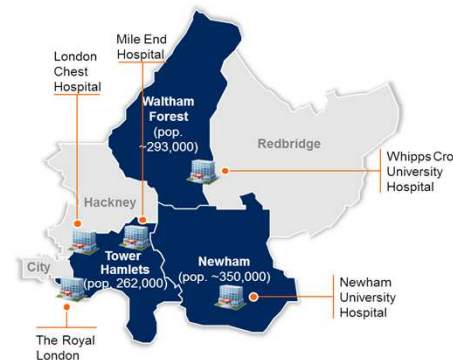 Mile End
Hospital
London
Chest
Hospital
Waltham
Forest
(pop.
~293,000)
Redbridge
Whipps Cro
University
Hospital
Hackney
City
Tower
Hamlets
(pop. 262,000)
Newham
(pop. ~350,000)
Newham
University
Hospital
The Royal
London